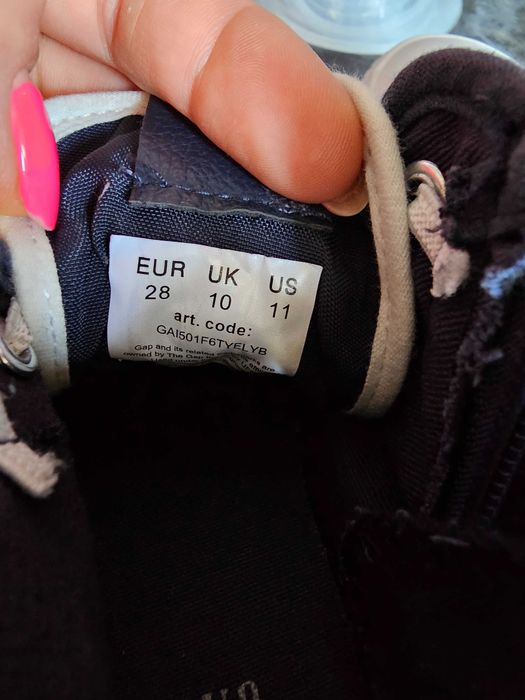 EUR UK US
28 10 11
art. code:
GAI501F6TYELYB
Gap and its related
owned by The Gap